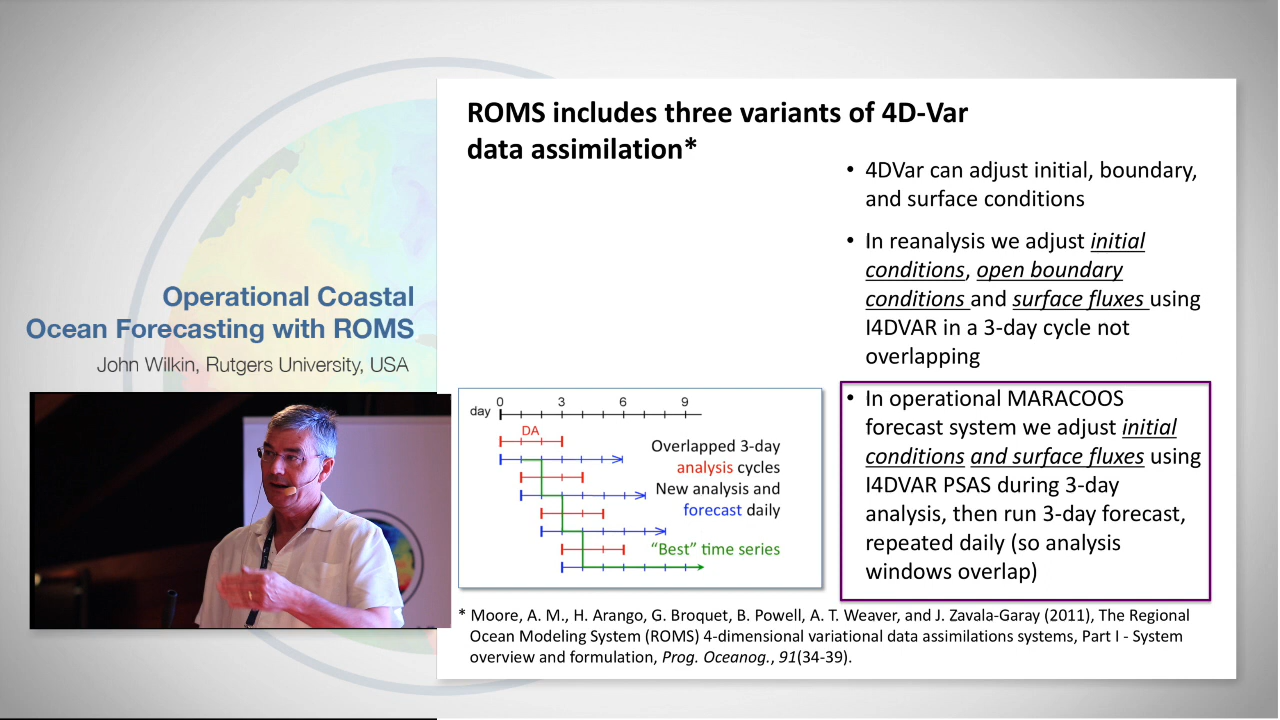 ROMS includes three variants of 4D-Var
data assimilation*
• 4DVar can adjust initial, boundary,
and surface conditions
• In reanalysis we adjust initial
conditions, open boundary
conditions and surface fluxes using
I4DVAR in a 3-day cycle not
overlapping
• In operational MARACOOS
forecast system we adjust initial
conditions and surface fluxes using
I4DVAR PSAS during 3-day
analysis, then run 3-day forecast,
repeated daily (so analysis
windows overlap)
Operational Coastal
Ocean Forecasting with ROMS
John Wilkin, Rutgers University, USA
day 0 3 6 9
DA
Overlapped 3-day
analysis cycles
New analysis and
forecast daily
“Best” time series
* Moore, A. M., H. Arango, G. Broquet, B. Powell, A. T. Weaver, and J. Zavala-Garay (2011), The Regional
Ocean Modeling System (ROMS) 4-dimensional variational data assimilations systems, Part I - System
overview and formulation, Prog. Oceanog., 91(34-39).